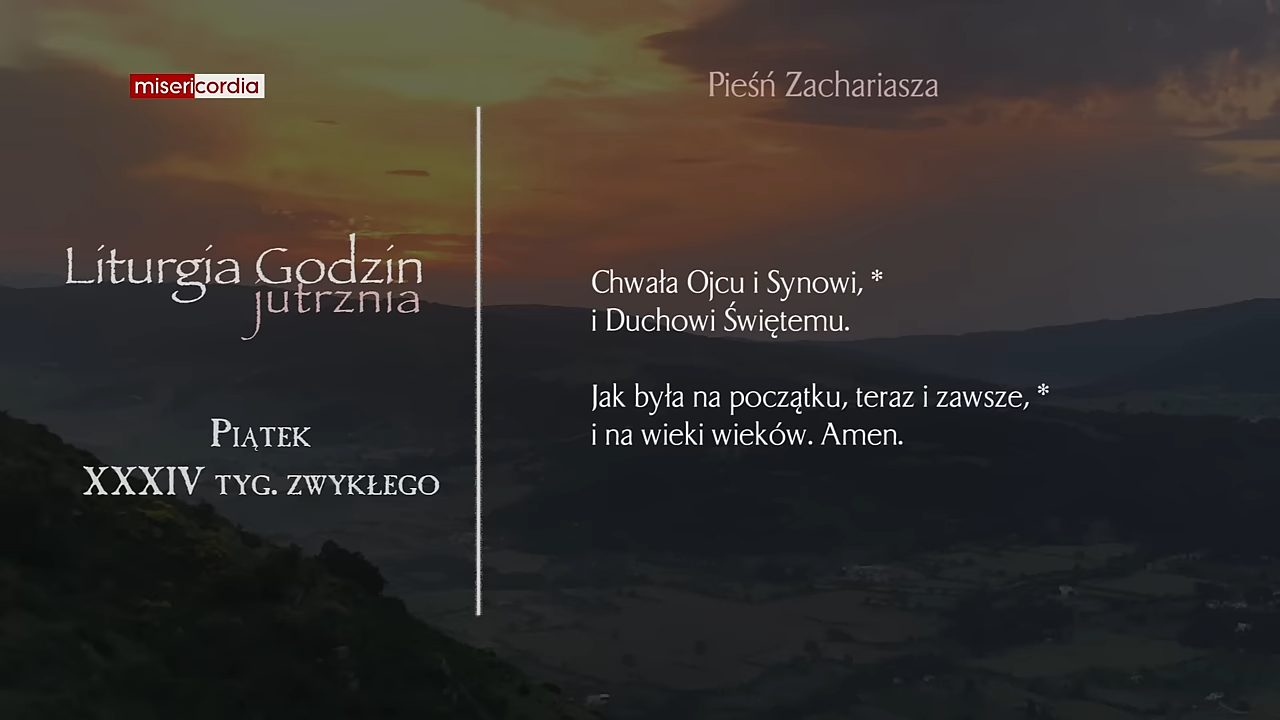 misericordia
Pieśń Zachariasza
Liturgia Godzin
jutrznia
Piątek
XXXIV tyg. zwykłego
Chwała Ojcu i Synowi, *
i Duchowi Świętemu.
Jak była na początku, teraz i zawsze, *
i na wieki wieków. Amen.